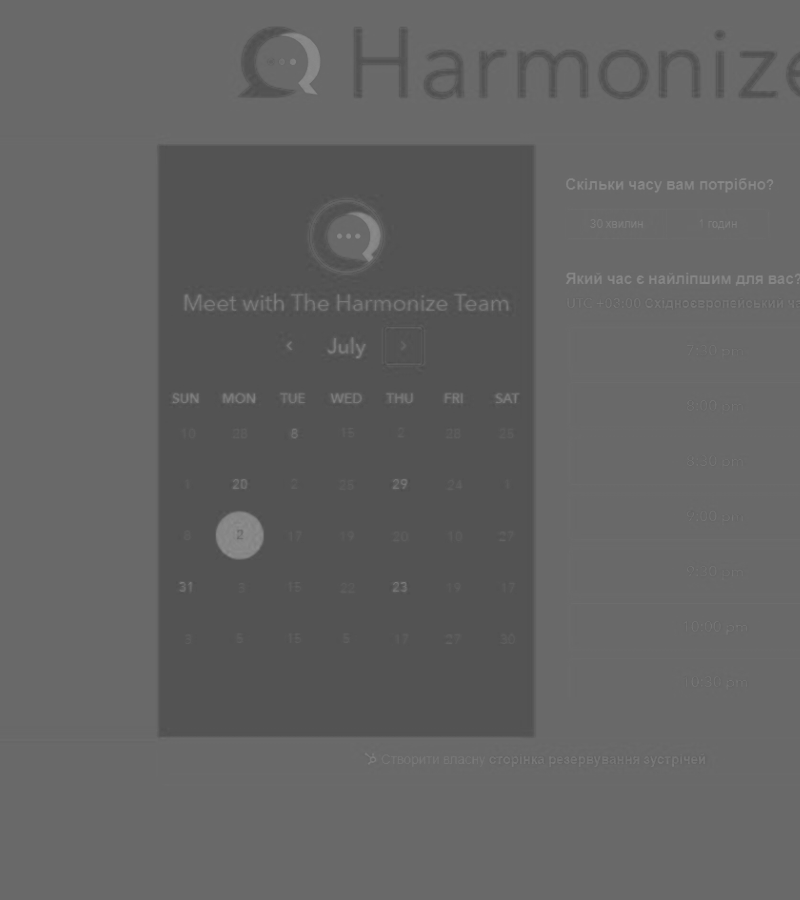 Harmonize
Meet with The Harmonize Team
July
SUN MON TUE WED THU FRI SAT
10 28 8 15 2 28 26
1 20 2 25 29 24 1
8 2 17 19 20 10 27
31 3 15 22 23 19 17
3 5 15 5 17 27 30
Скільки часу вам потрібно?
30 хвилин 1 годин
Який час є найліпшим для вас?
UTC +03:00 Східноєвропейський
7:30 pm
8:00 pm
8:30 pm
9:00 pm
9:30 pm
10:00 pm
10:30 pm
Створити власну сторінка резервування зустрічем